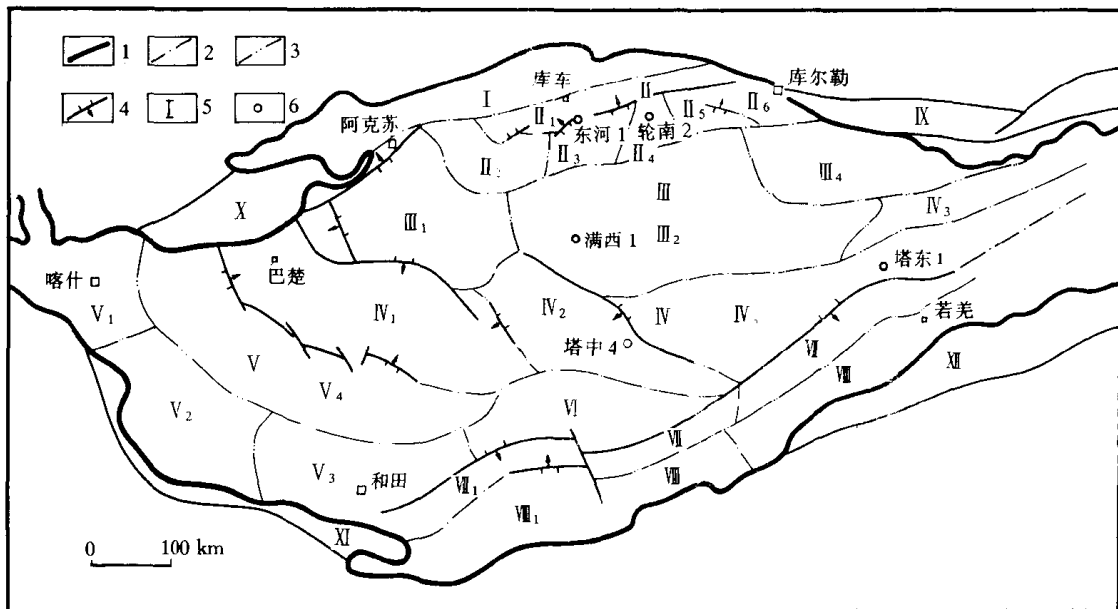 1 2 3
4 Ⅰ 5 6
库车
库尔勒
Ⅰ
Ⅱ
Ⅸ
阿克苏
Ⅱ₁
东河 1
轮南 2
Ⅱ₅
Ⅱ₆
Ⅱ₂
Ⅱ₃
Ⅱ₄
Ⅹ
Ⅲ₁
Ⅲ
Ⅲ₂
Ⅲ₄
Ⅳ₃
满西 1
塔东 1
喀什
巴楚
Ⅴ₁
Ⅳ₁
Ⅳ₂
Ⅳ
Ⅳ
若羌
塔中 4
Ⅶ
Ⅷ
Ⅻ
Ⅴ
Ⅴ₄
Ⅴ₂
Ⅵ
Ⅶ
Ⅷ
Ⅴ₃
和田
Ⅶ₁
Ⅷ₁
Ⅺ
0 100 km